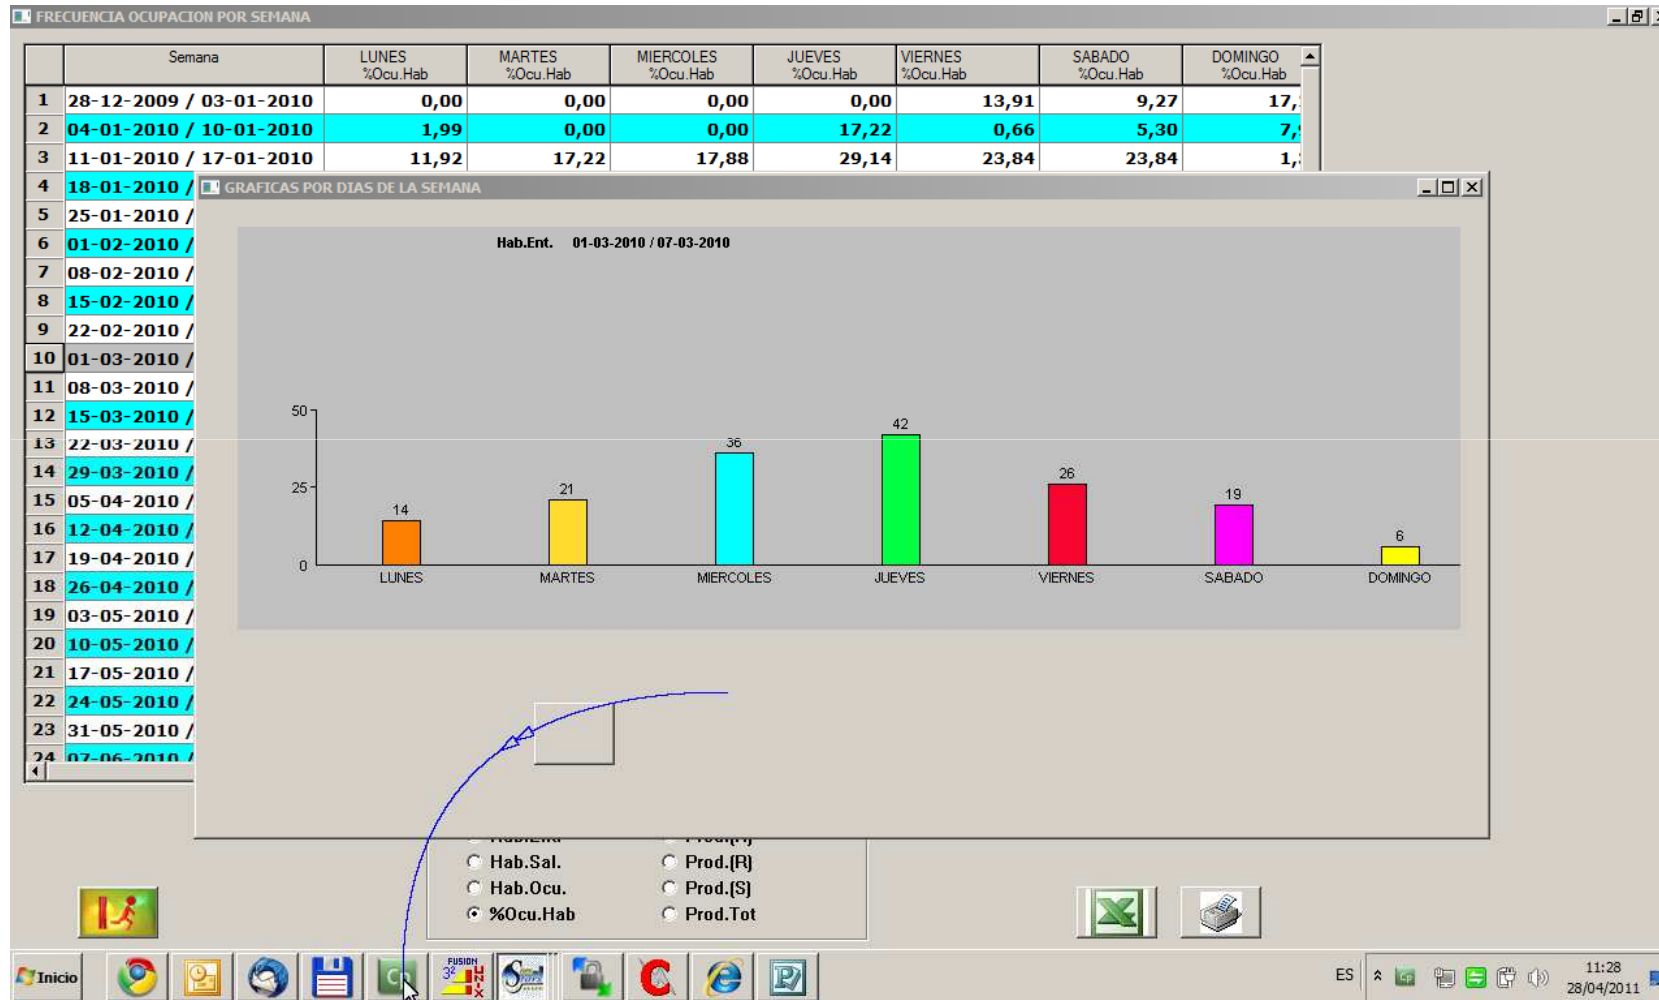 FRECUENCIA OCUPACION POR SEMANA
Semana LUNES MARTES MIERCOLES JUEVES VIERNES SABADO DOMINGO
%Ocu.Hab %Ocu.Hab %Ocu.Hab %Ocu.Hab %Ocu.Hab %Ocu.Hab %Ocu.Hab
1 28-12-2009 / 03-01-2010 0,00 0,00 0,00 0,00 13,91 9,27 17,
2 04-01-2010 / 10-01-2010 1,99 0,00 0,00 17,22 0,66 5,30 7,
3 11-01-2010 / 17-01-2010 11,92 17,22 17,88 29,14 23,84 23,84 1,
4 18-01-2010 /
GRAFICAS POR DIAS DE LA SEMANA
5 25-01-2010 /
6 01-02-2010 /
Hab.Ent. 01-03-2010 / 07-03-2010
7 08-02-2010 /
8 15-02-2010 /
9 22-02-2010 /
10 01-03-2010 /
11 08-03-2010 /
12 15-03-2010 /
13 22-03-2010 /
14 29-03-2010 /
15 05-04-2010 /
16 12-04-2010 /
17 19-04-2010 /
18 26-04-2010 /
19 03-05-2010 /
20 10-05-2010 /
21 17-05-2010 /
22 24-05-2010 /
23 31-05-2010 /
24 07-06-2010 /
50
25
0
14 21 36 42 26 19 6
LUNES MARTES MIERCOLES JUEVES VIERNES SABADO DOMINGO
Hab.Sal. Prod.(R)
Hab.Ocu. Prod.(S)
%Ocu.Hab Prod.Tot
Inicio
Cp
FUSION
32
UNIX
ES
11:28
28/04/2011